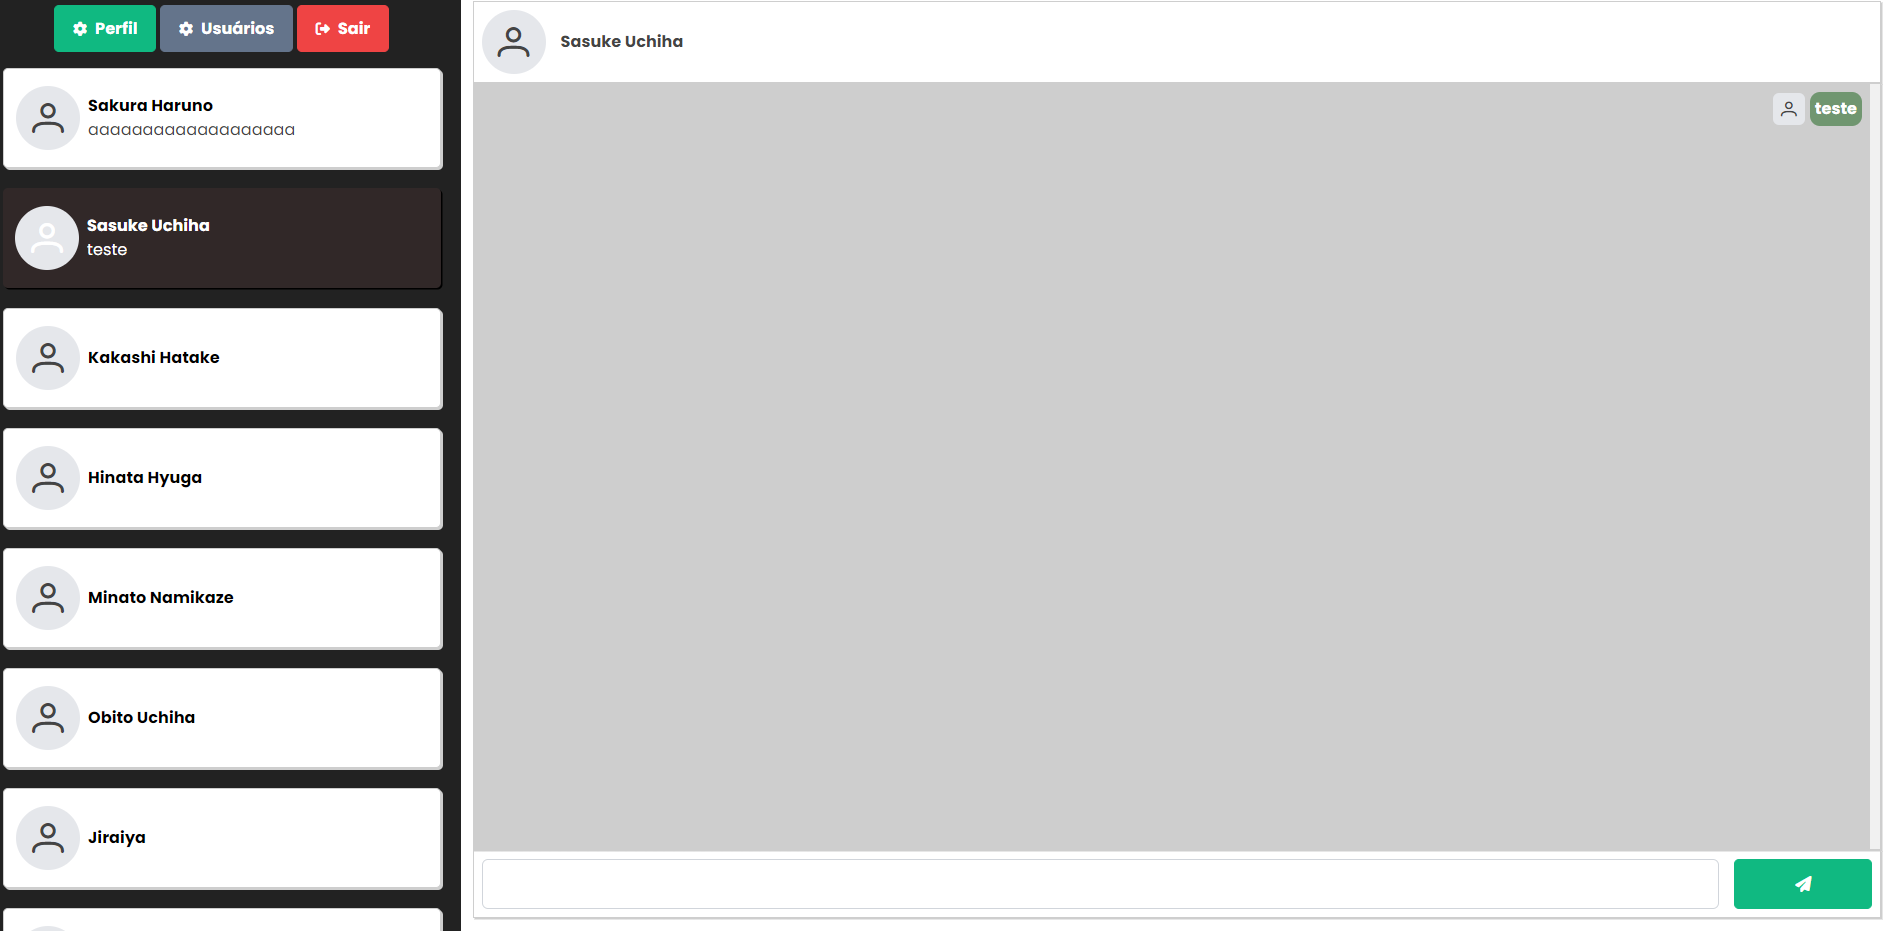 Perfil Usuários Sair
Sakura Haruno
aaaaaaaaaaaaaaaaaaa
Sasuke Uchiha
teste
Kakashi Hatake
Hinata Hyuga
Minato Namikaze
Obito Uchiha
Jiraiya
Sasuke Uchiha
teste